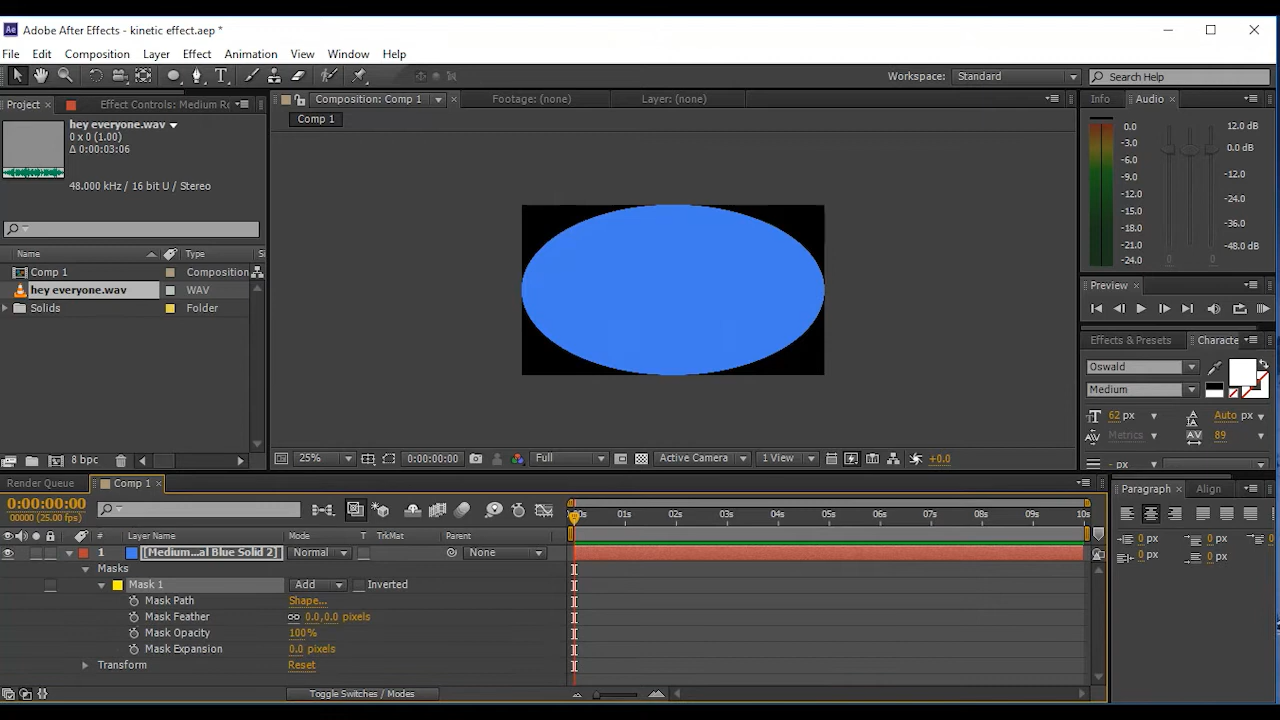 Adobe After Effects - kinetic effect.aep *
File Edit Composition Layer Effect Animation View Window Help
Workspace: Standard Search Help
Project Effect Controls: Medium Ro
hey everyone.wav
0 x 0 (1.00)
Δ 0:00:03:06
48.000 kHz / 16 bit U / Stereo
Name Type Si
Comp 1 Composition
hey everyone.wav WAV
Solids Folder
8 bpc
Composition: Comp 1 Footage: (none) Layer: (none)
Comp 1
25% 0:00:00:00 Full Active Camera 1 View +0.0
Info Audio
0.0 12.0 dB
-3.0 0.0 dB
-6.0
-9.0 -12.0
-12.0
-15.0 -24.0
-18.0 -36.0
-21.0
-24.0 -48.0 dB
0 0
Preview
Effects & Presets Characte
Oswald
Medium
62 px Auto px
Metrics 89
- px
Render Queue Comp 1
0:00:00:00
00000 (25.00 fps)
01s 02s 03s 04s 05s 06s 07s 08s 09s 10s
# Layer Name Mode T TrkMat Parent
1 [Medium...al Blue Solid 2] Normal None
Masks
Mask 1 Add Inverted
Mask Path Shape...
Mask Feather 0.0,0.0 pixels
Mask Opacity 100%
Mask Expansion 0.0 pixels
Transform Reset
Toggle Switches / Modes
Paragraph Align
0 px 0 px 0
0 px 0 px